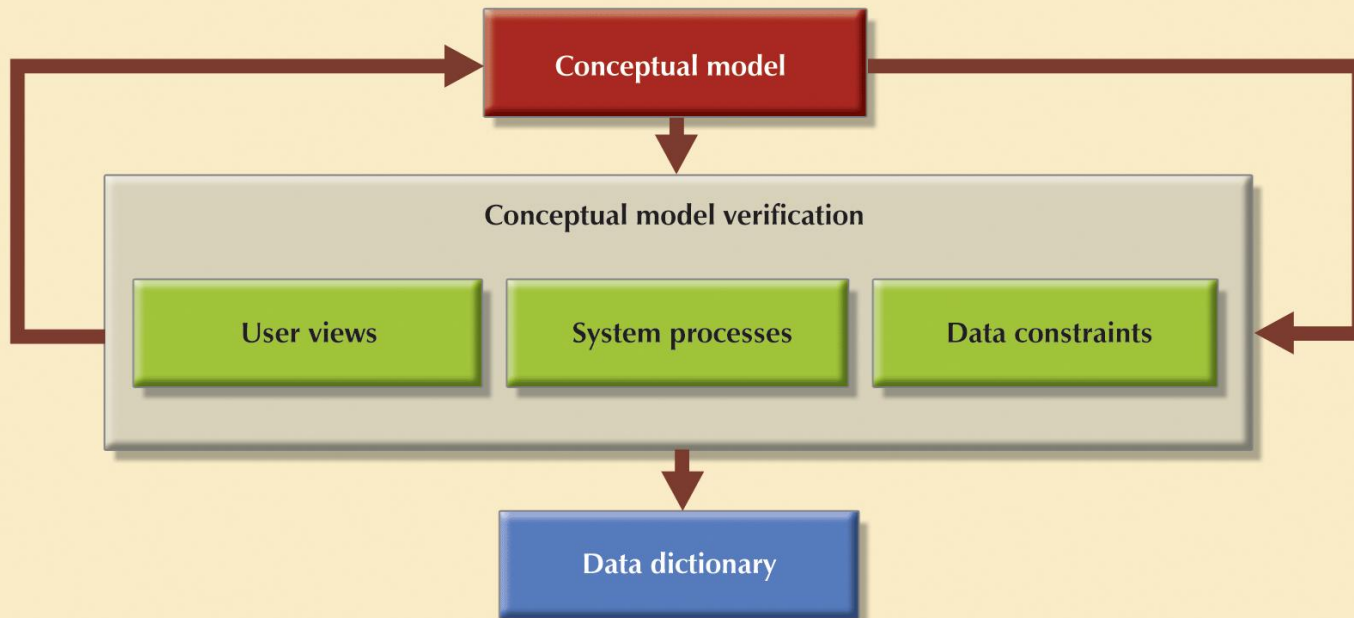 Conceptual model
Conceptual model verification
User views
System processes
Data constraints
Data dictionary